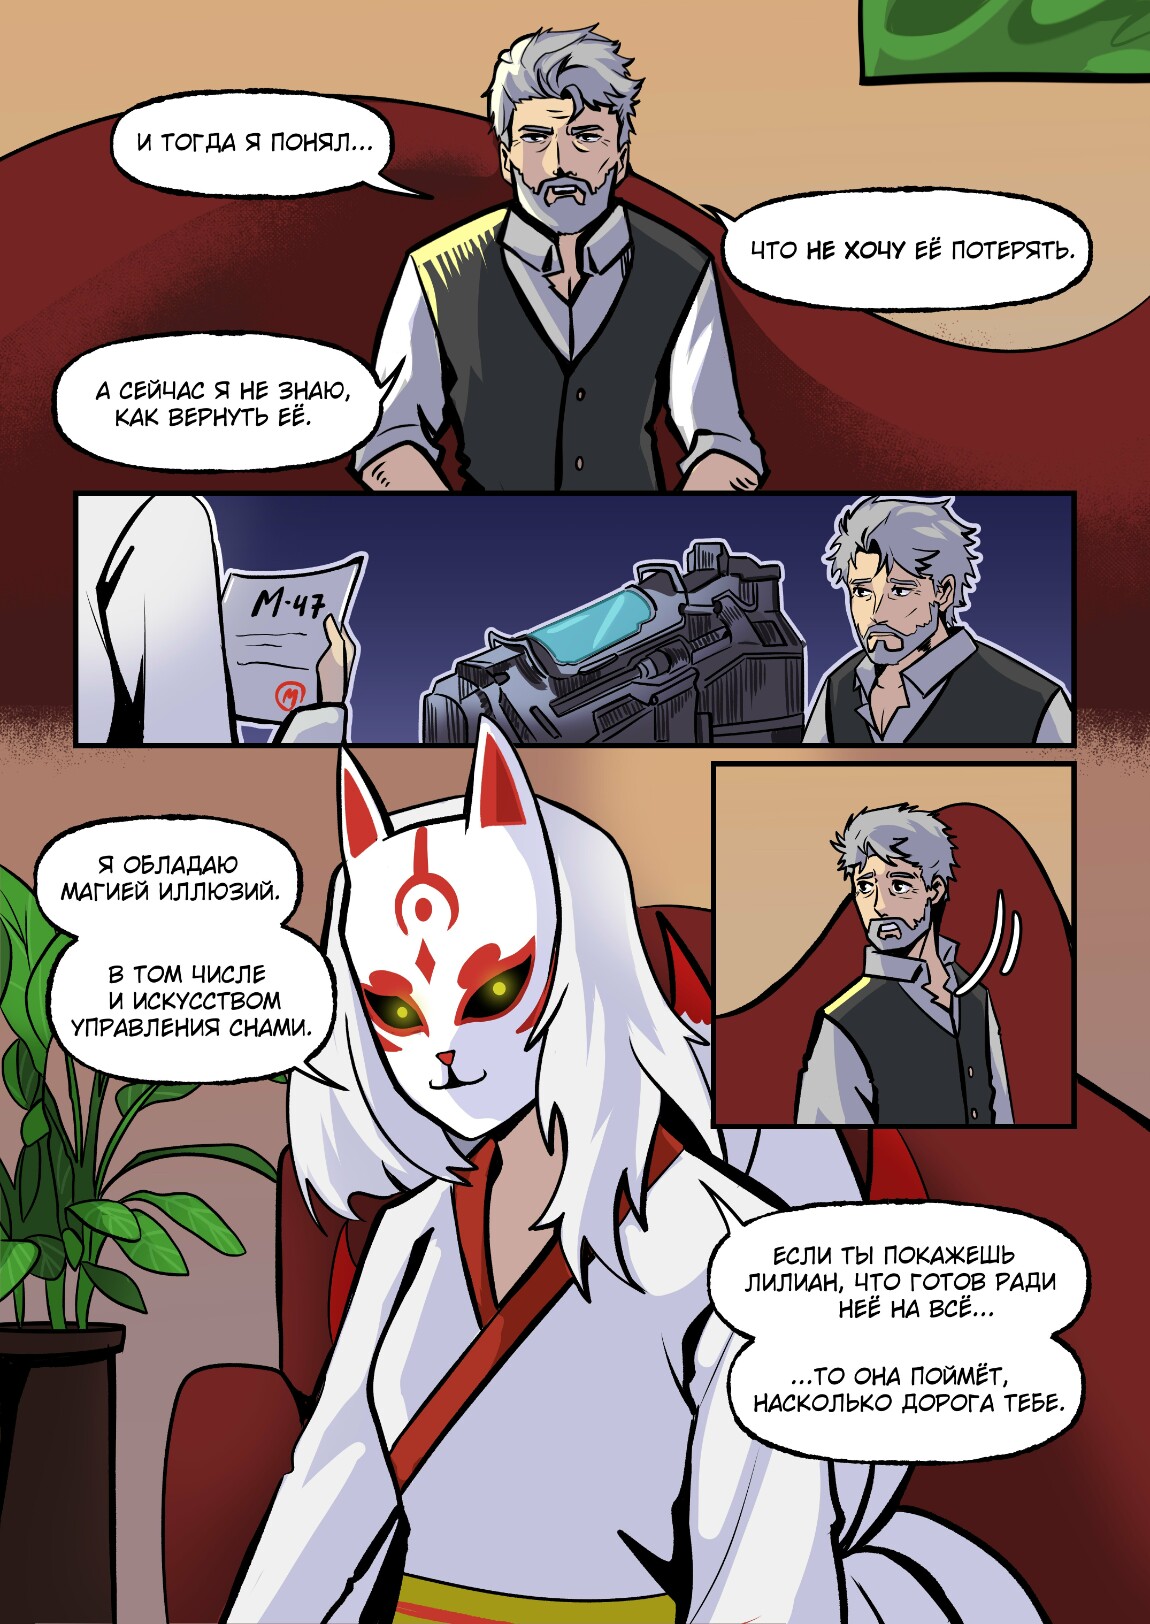 И ТОГДА Я ПОНЯЛ...
ЧТО НЕ ХОЧУ ЕЁ ПОТЕРЯТЬ.
А СЕЙЧАС Я НЕ ЗНАЮ,
КАК ВЕРНУТЬ ЕЁ.
М-47
М
Я ОБЛАДАЮ
МАГИЕЙ ИЛЛЮЗИЙ.
В ТОМ ЧИСЛЕ
И ИСКУССТВОМ
УПРАВЛЕНИЯ СНАМИ.
ЕСЛИ ТЫ ПОКАЖЕШЬ
ЛИЛИАН, ЧТО ГОТОВ РАДИ
НЕЁ НА ВСЁ...
...ТО ОНА ПОЙМЁТ,
НАСКОЛЬКО ДОРОГА ТЕБЕ.